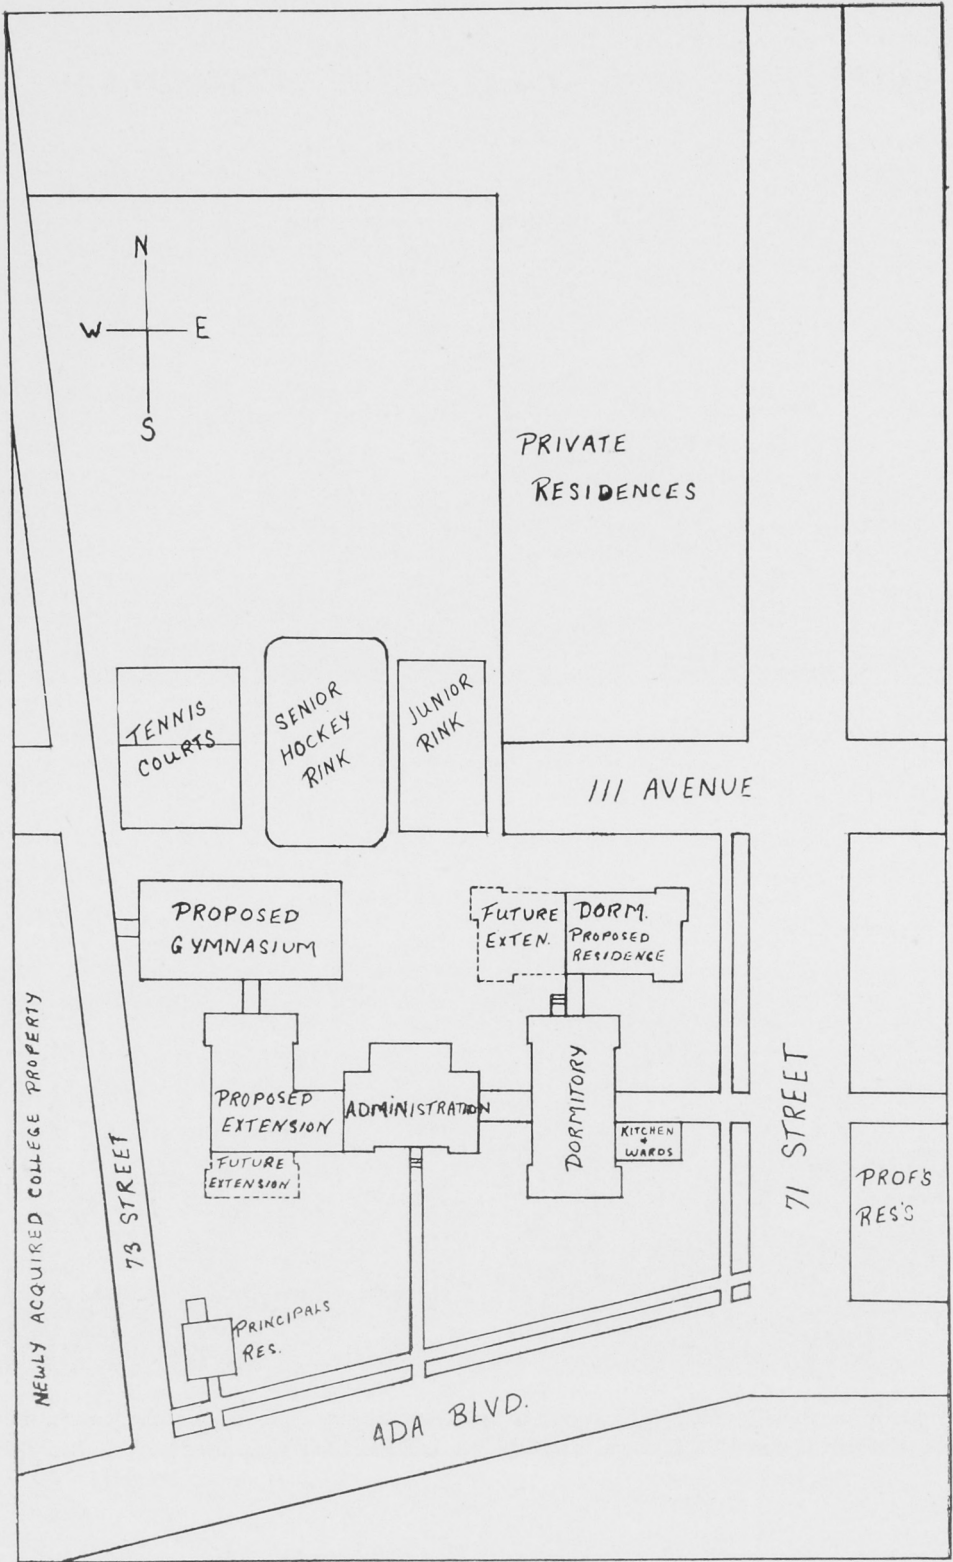 N
W E
S
PRIVATE
RESIDENCES
TENNIS
COURTS
SENIOR
HOCKEY
RINK
JUNIOR
RINK
111 AVENUE
PROPOSED
GYMNASIUM
FUTURE
EXTEN.
DORM.
PROPOSED
RESIDENCE
PROPOSED
EXTENSION
FUTURE
EXTENSION
ADMINISTRATION
DORMITORY
KITCHEN
+
WARDS
71 STREET
PROF'S
RES'S
NEWLY ACQUIRED COLLEGE PROPERTY
73 STREET
PRINCIPALS
RES.
ADA BLVD.